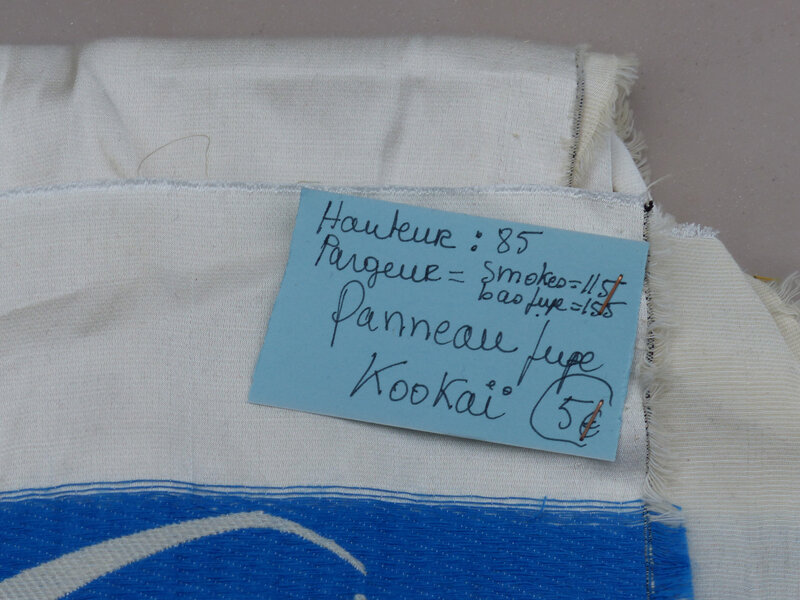 Hauteur : 85
Largeur = Smokes = 115
bas jupe = 155
Panneau jupe
Kookaï 5€